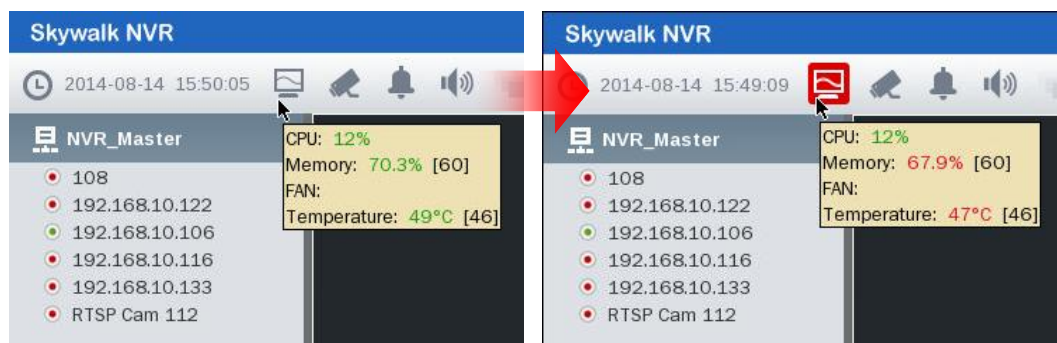 Skywalk NVR
2014-08-14 15:50:05
NVR_Master
CPU: 12%
Memory: 70.3% [60]
FAN:
Temperature: 49°C [46]
108
192.168.10.122
192.168.10.106
192.168.10.116
192.168.10.133
RTSP Cam 112
Skywalk NVR
2014-08-14 15:49:09
NVR_Master
CPU: 12%
Memory: 67.9% [60]
FAN:
Temperature: 47°C [46]
108
192.168.10.122
192.168.10.106
192.168.10.116
192.168.10.133
RTSP Cam 112